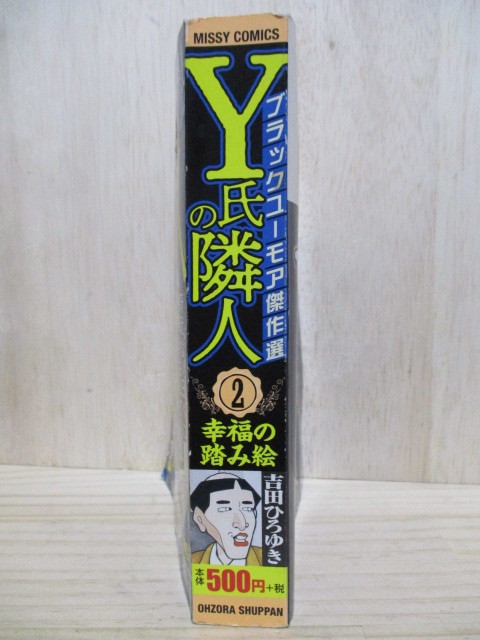 MISSY COMICS
Y氏の隣人
ブラックユーモア傑作選
2
幸福の
踏み絵
吉田ひろゆき
本体500円+税
OHZORA SHUPPAN